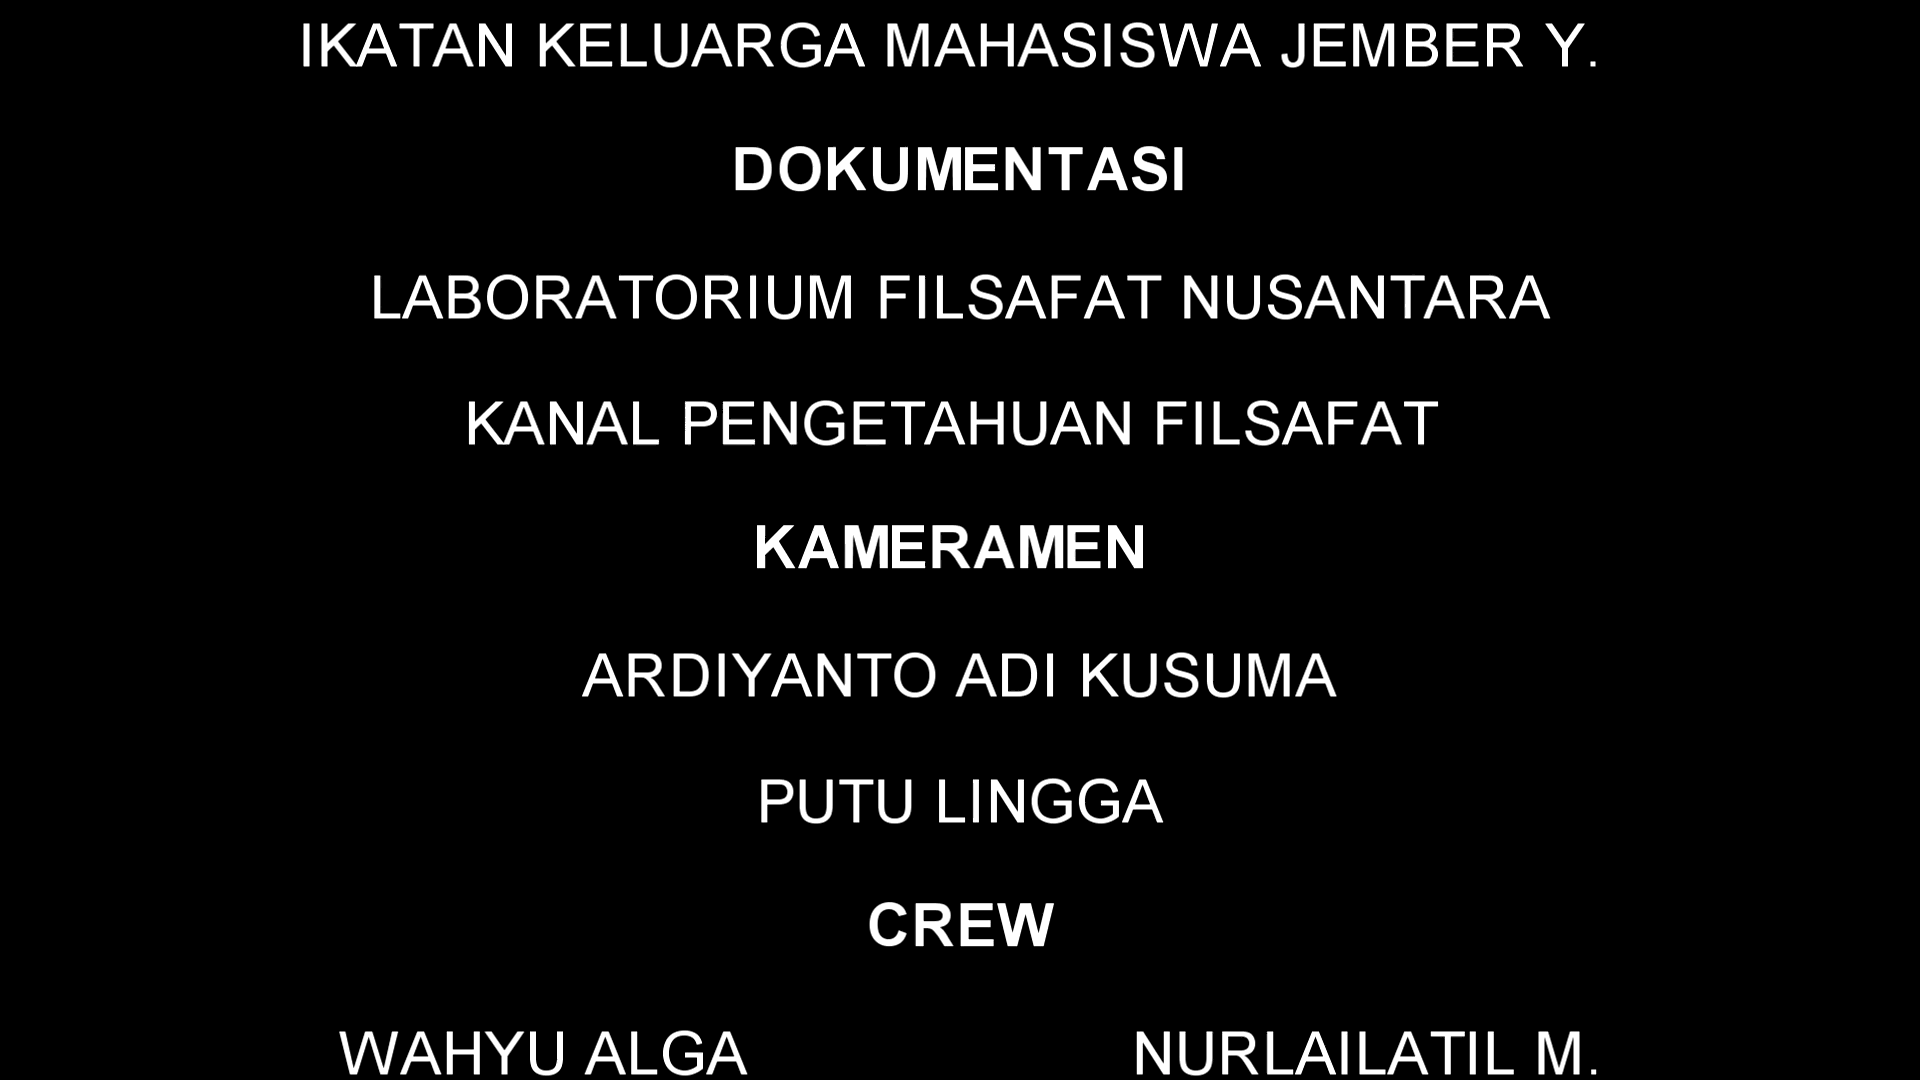 IKATAN KELUARGA MAHASISWA JEMBER Y.
DOKUMENTASI
LABORATORIUM FILSAFAT NUSANTARA
KANAL PENGETAHUAN FILSAFAT
KAMERAMEN
ARDIYANTO ADI KUSUMA
PUTU LINGGA
CREW
WAHYU ALGA NURLAILATIL M.